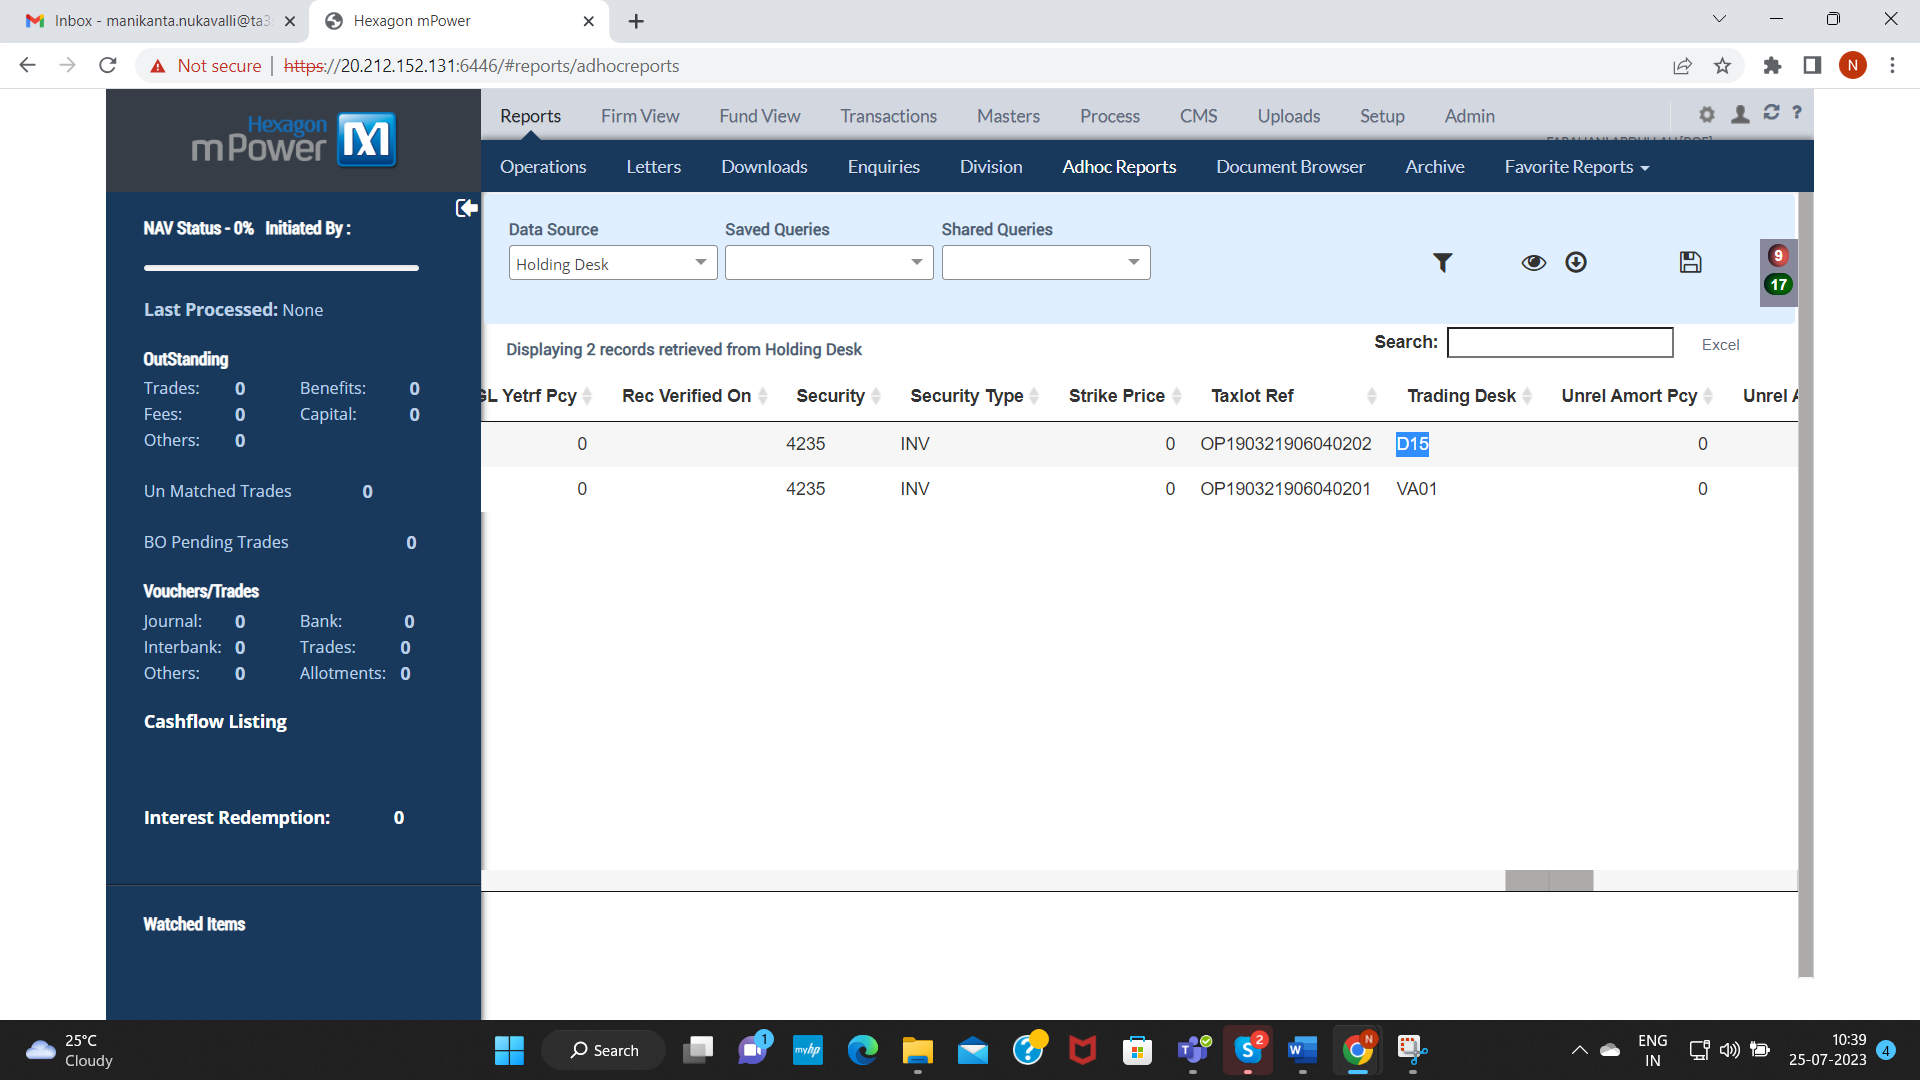 Inbox - manikanta.nukavalli@ta3
Hexagon mPower
Not secure | https://20.212.152.131:6446/#reports/adhocreports
N
Hexagon
mPower
Reports Firm View Fund View Transactions Masters Process CMS Uploads Setup Admin
?
Operations Letters Downloads Enquiries Division Adhoc Reports Document Browser Archive Favorite Reports
NAV Status - 0% Initiated By :
Last Processed: None
OutStanding
Trades: 0 Benefits: 0
Fees: 0 Capital: 0
Others: 0
Un Matched Trades 0
BO Pending Trades 0
Vouchers/Trades
Journal: 0 Bank: 0
Interbank: 0 Trades: 0
Others: 0 Allotments: 0
Cashflow Listing
Interest Redemption: 0
Watched Items
Data Source Saved Queries Shared Queries
Holding Desk
9
17
Displaying 2 records retrieved from Holding Desk
Search: Excel
GL Yetrf Pcy Rec Verified On Security Security Type Strike Price Taxlot Ref Trading Desk Unrel Amort Pcy Unrel
0 4235 INV 0 OP190321906040202 D15 0
0 4235 INV 0 OP190321906040201 VA01 0
25°C
Cloudy
Search
1
myhp
2
N
ENG
IN
10:39
25-07-2023
4